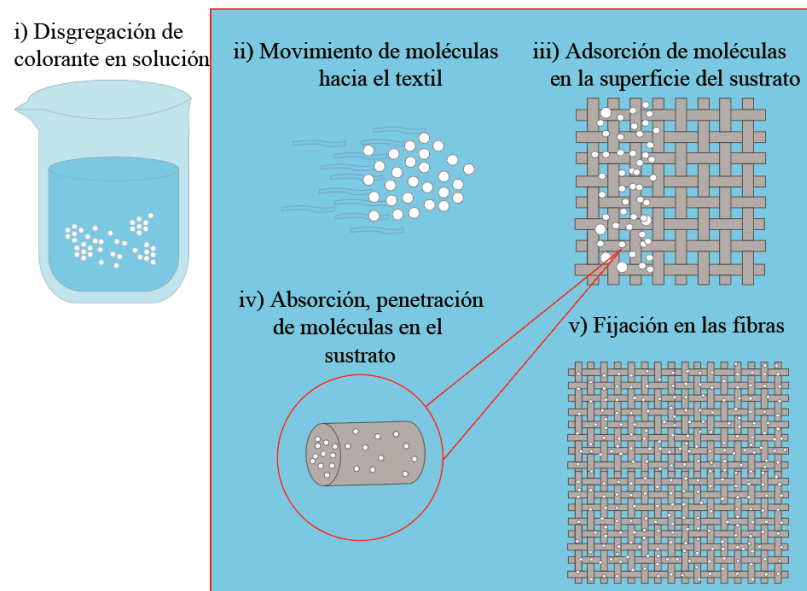 i) Disgregación de
colorante en solución
ii) Movimiento de moléculas
hacia el textil
iii) Adsorción de moléculas
en la superficie del sustrato
iv) Absorción, penetración
de moléculas en el
sustrato
v) Fijación en las fibras